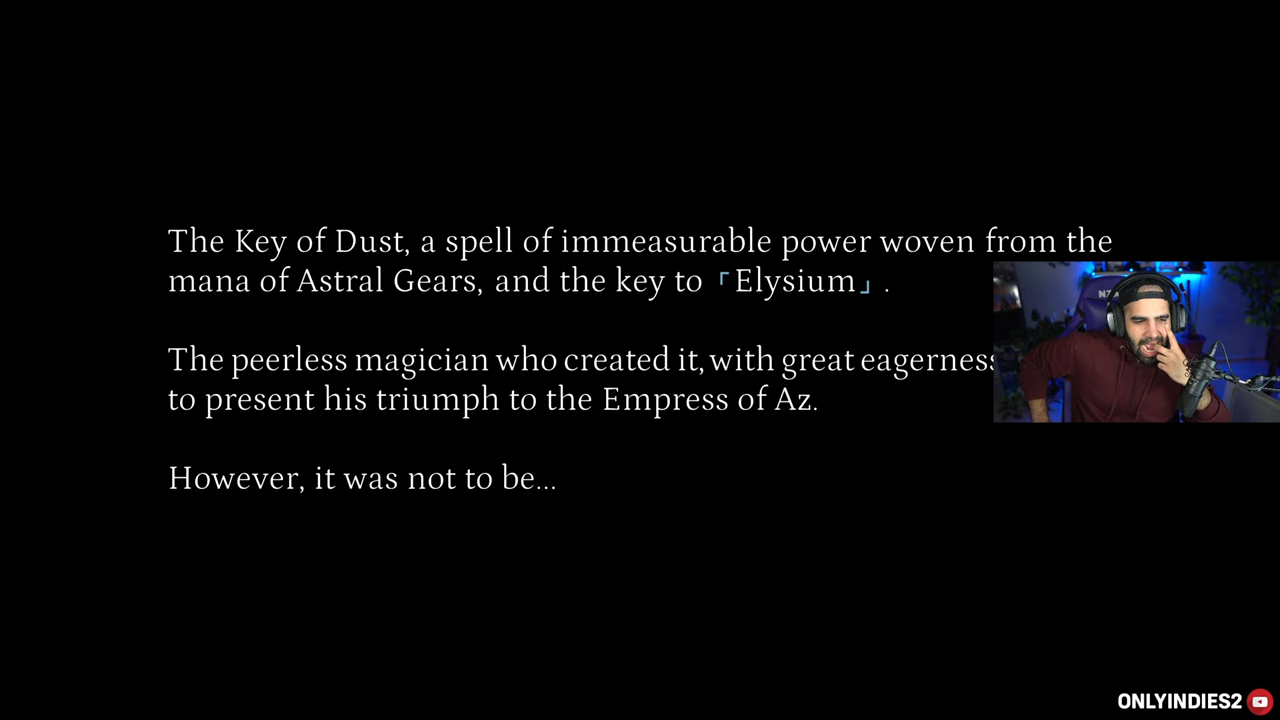 The Key of Dust, a spell of immeasurable power woven from the
mana of Astral Gears, and the key to「Elysium」.
The peerless magician who created it, with great eagerness
to present his triumph to the Empress of Az.
However, it was not to be...
ONLYINDIES2